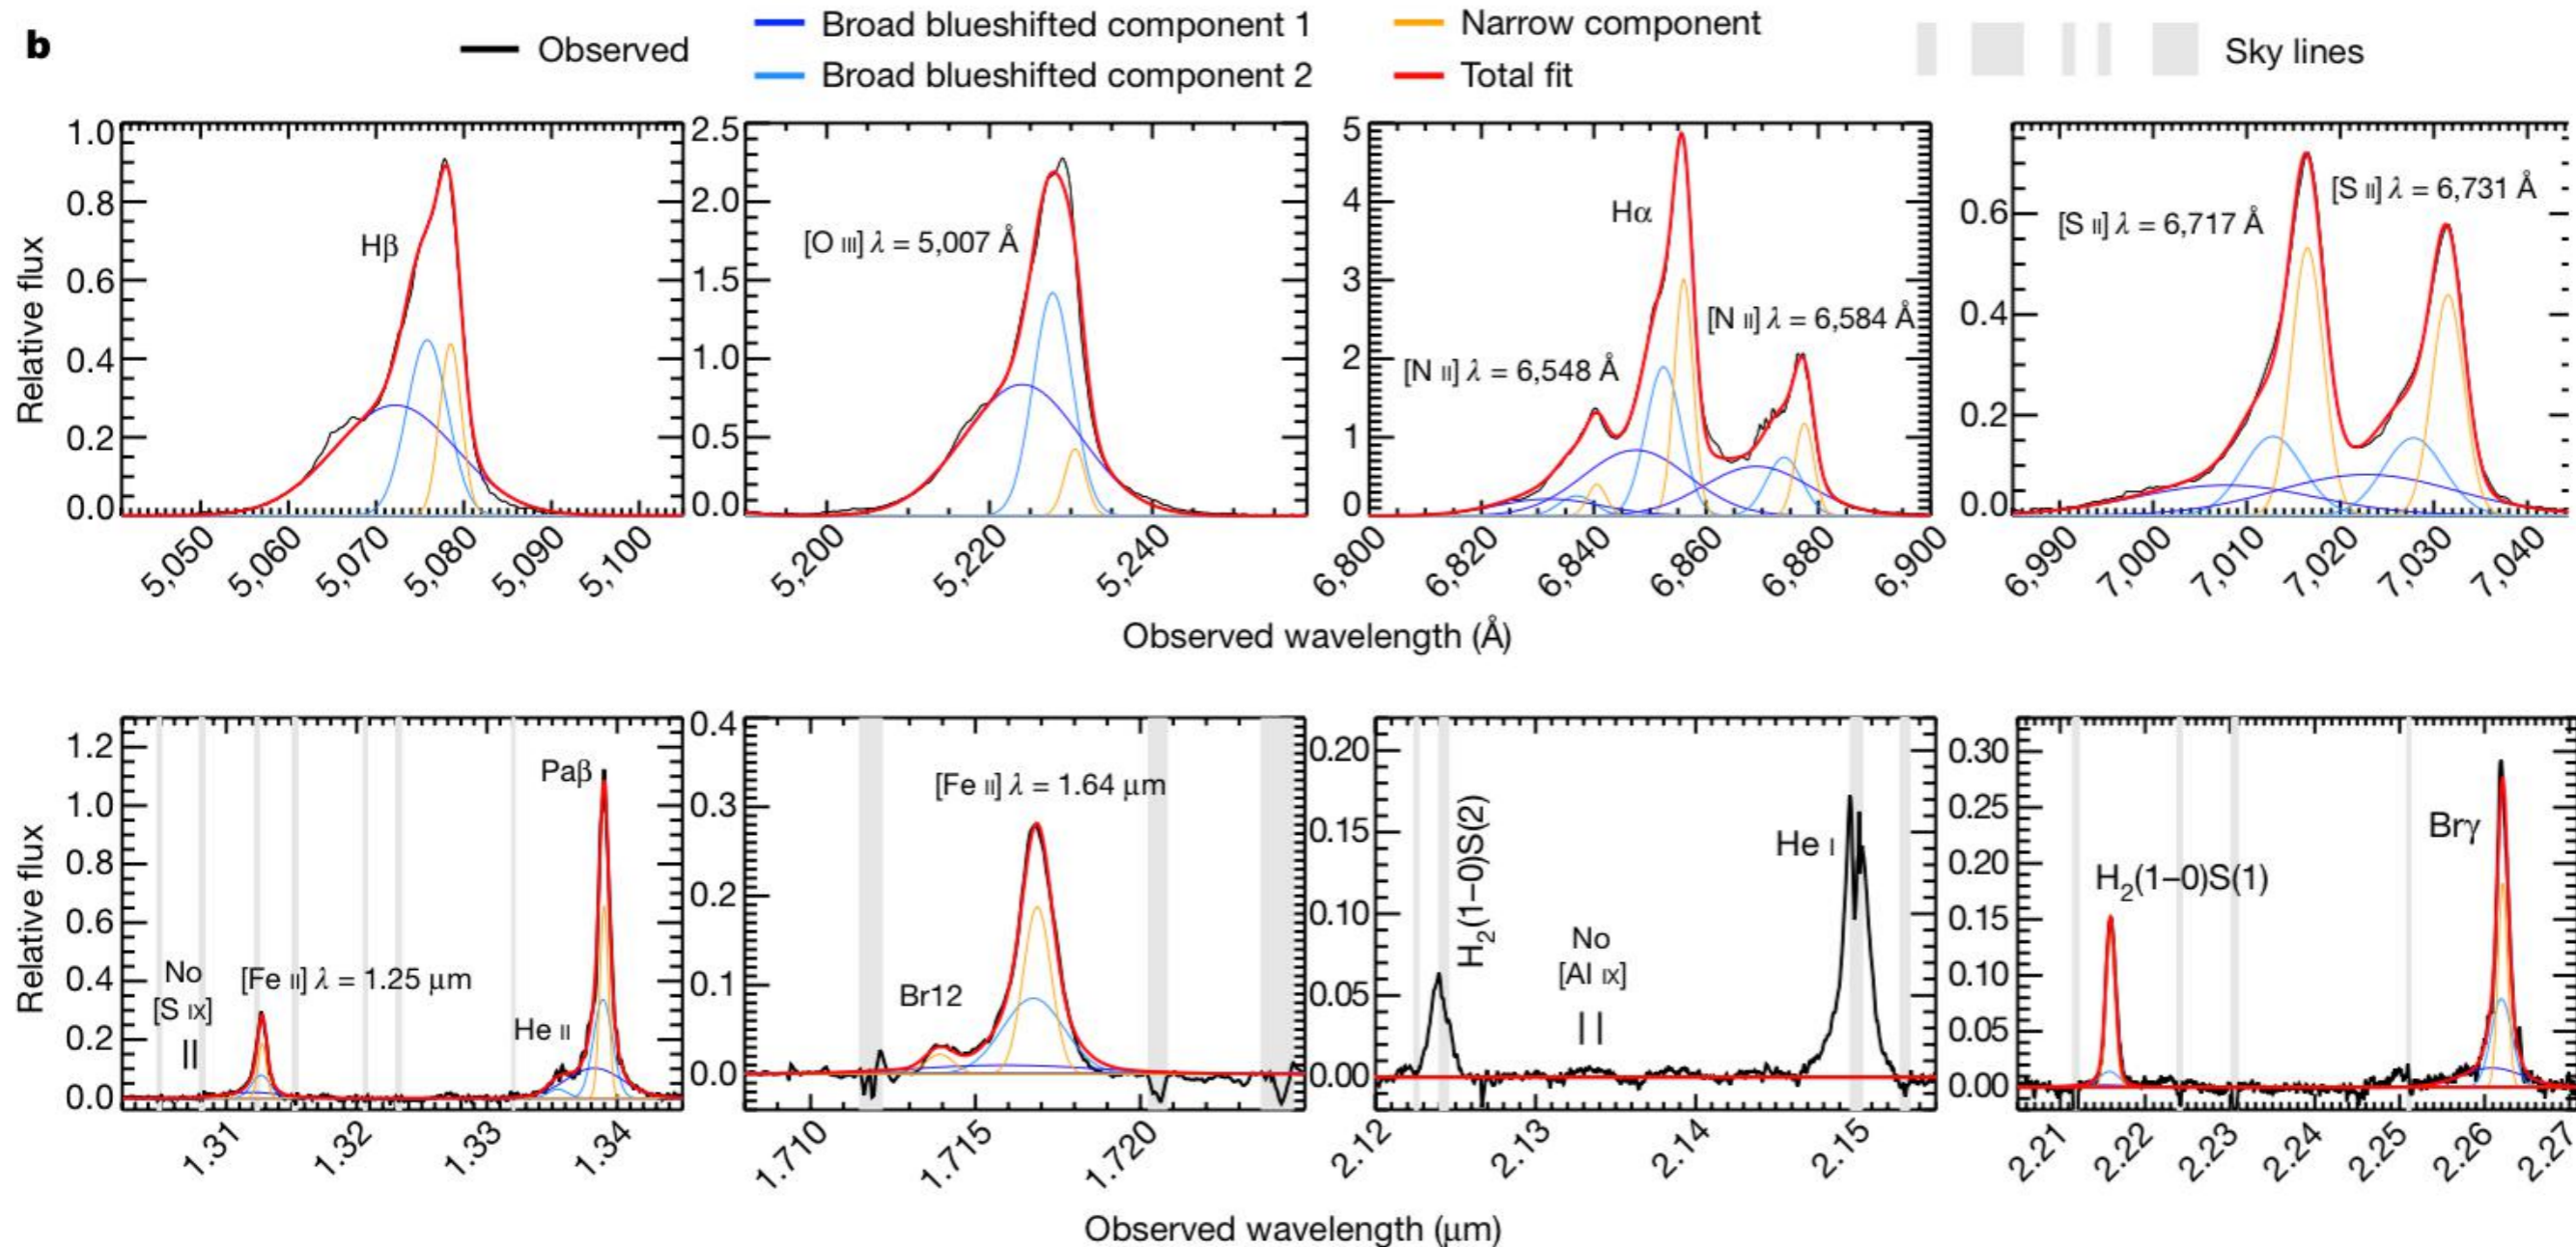 b
Observed
Broad blueshifted component 1
Broad blueshifted component 2
Narrow component
Total fit
Sky lines
Relative flux
1.0
0.8
0.6
0.4
0.2
0.0
Hβ
5,050
5,060
5,070
5,080
5,090
5,100
2.5
2.0
1.5
1.0
0.5
0.0
[O III] λ = 5,007 Å
5,200
5,220
5,240
5
4
3
2
1
0
Hα
[N II] λ = 6,584 Å
[N II] λ = 6,548 Å
6,800
6,820
6,840
6,860
6,880
6,900
0.6
0.4
0.2
0.0
[S II] λ = 6,731 Å
[S II] λ = 6,717 Å
6,990
7,000
7,010
7,020
7,030
7,040
Observed wavelength (Å)
Relative flux
1.2
1.0
0.8
0.6
0.4
0.2
0.0
Paβ
No
[S IX]
[Fe II] λ = 1.25 μm
He II
1.31
1.32
1.33
1.34
0.4
0.3
0.2
0.1
0.0
[Fe II] λ = 1.64 μm
Br12
1.710
1.715
1.720
0.20
0.15
0.10
0.05
0.00
H2(1–0)S(2)
No
[Al IX]
He I
2.12
2.13
2.14
2.15
0.30
0.25
0.20
0.15
0.10
0.05
0.00
Brγ
H2(1–0)S(1)
2.21
2.22
2.23
2.24
2.25
2.26
2.27
Observed wavelength (μm)